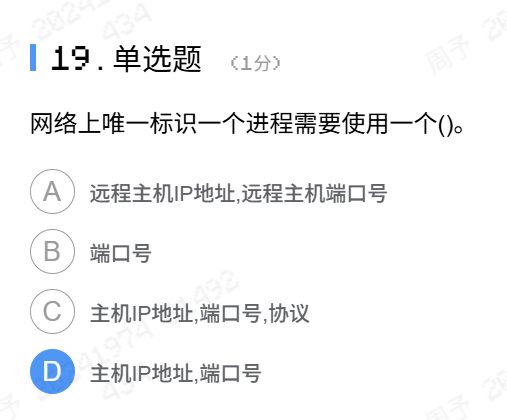 19.单选题 (1分)
网络上唯一标识一个进程需要使用一个()。
A 远程主机IP地址,远程主机端口号
B 端口号
C 主机IP地址,端口号,协议
D 主机IP地址,端口号